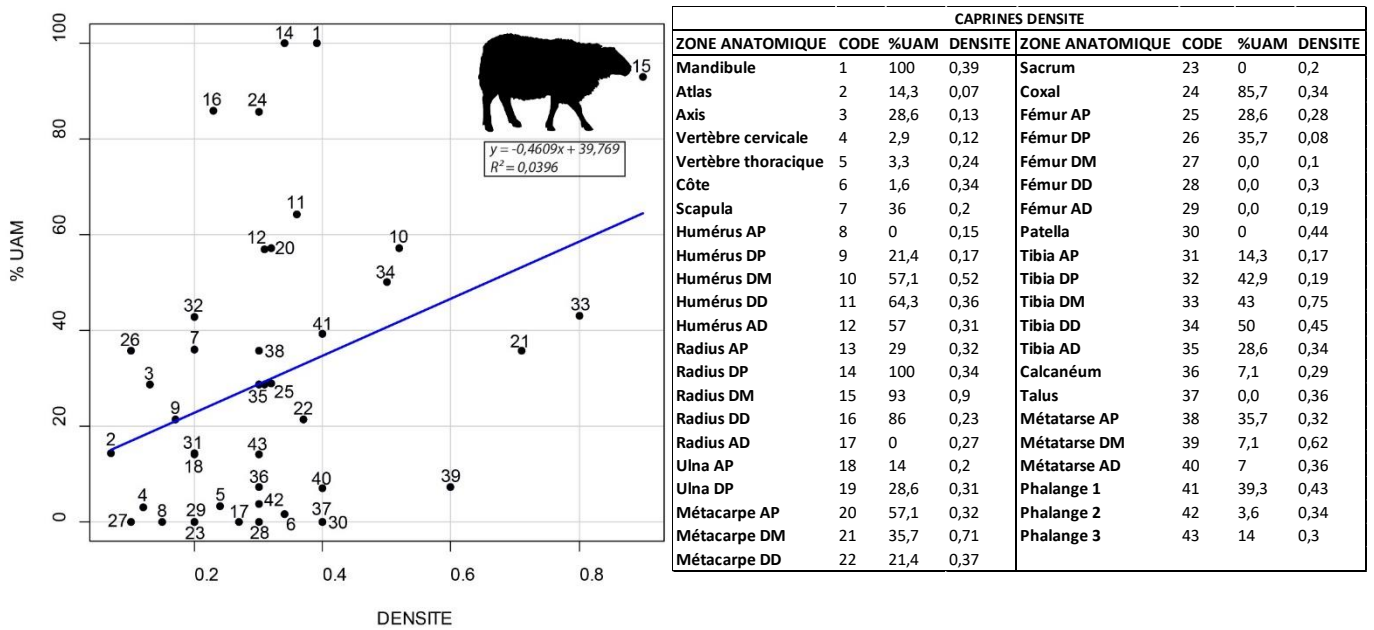 100
80
60
40
20
0
% UAM
14
1
15
16
24
y = -0,4609x + 39,769
R² = 0,0396
11
12
20
10
34
32
33
41
7
26
38
21
3
35
25
9
22
2
31
43
18
36
40
39
4
5
42
37
27
8
29
17
6
30
23
28
0.2 0.4 0.6 0.8
DENSITE
CAPRINES DENSITE
ZONE ANATOMIQUE CODE %UAM DENSITE ZONE ANATOMIQUE CODE %UAM DENSITE
Mandibule 1 100 0,39 Sacrum 23 0 0,2
Atlas 2 14,3 0,07 Coxal 24 85,7 0,34
Axis 3 28,6 0,13 Fémur AP 25 28,6 0,28
Vertèbre cervicale 4 2,9 0,12 Fémur DP 26 35,7 0,08
Vertèbre thoracique 5 3,3 0,24 Fémur DM 27 0,0 0,1
Côte 6 1,6 0,34 Fémur DD 28 0,0 0,3
Scapula 7 36 0,2 Fémur AD 29 0,0 0,19
Humérus AP 8 0 0,15 Patella 30 0 0,44
Humérus DP 9 21,4 0,17 Tibia AP 31 14,3 0,17
Humérus DM 10 57,1 0,52 Tibia DP 32 42,9 0,19
Humérus DD 11 64,3 0,36 Tibia DM 33 43 0,75
Humérus AD 12 57 0,31 Tibia DD 34 50 0,45
Radius AP 13 29 0,32 Tibia AD 35 28,6 0,34
Radius DP 14 100 0,34 Calcanéum 36 7,1 0,29
Radius DM 15 93 0,9 Talus 37 0,0 0,36
Radius DD 16 86 0,23 Métatarse AP 38 35,7 0,32
Radius AD 17 0 0,27 Métatarse DM 39 7,1 0,62
Ulna AP 18 14 0,2 Métatarse AD 40 7 0,36
Ulna DP 19 28,6 0,31 Phalange 1 41 39,3 0,43
Métacarpe AP 20 57,1 0,32 Phalange 2 42 3,6 0,34
Métacarpe DM 21 35,7 0,71 Phalange 3 43 14 0,3
Métacarpe DD 22 21,4 0,37